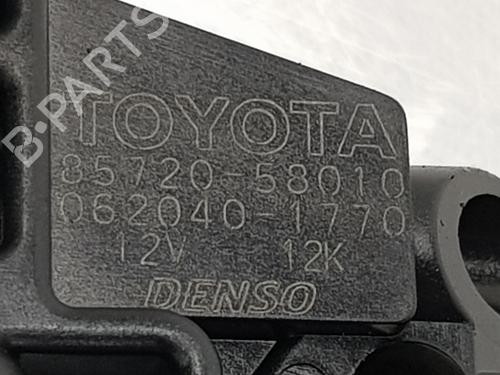 B-PARTS
TOYOTA
85720-58010
062040-1770
12V 12K
DENSO